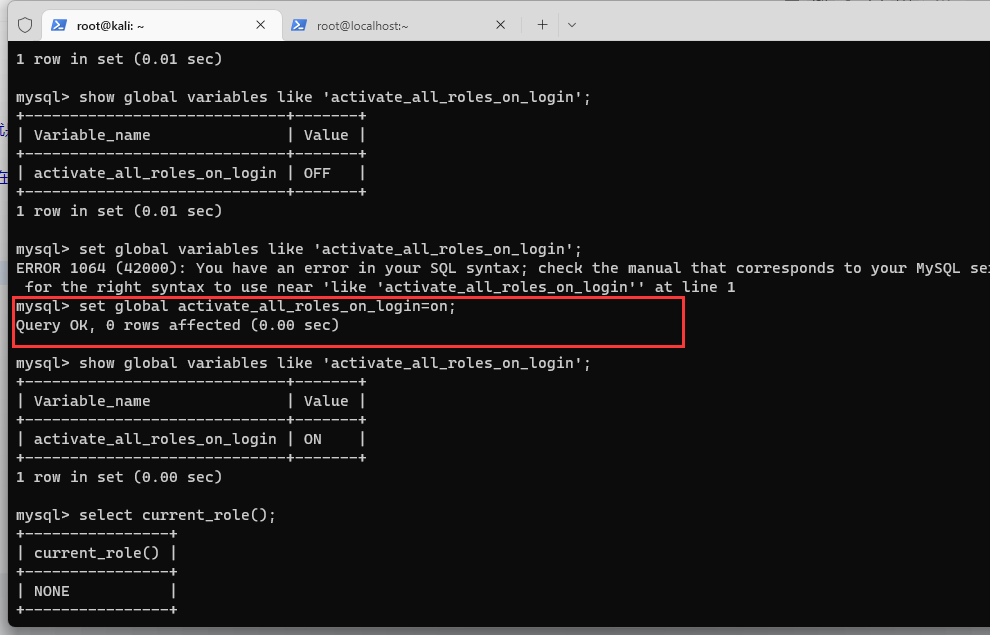 root@kali: ~
root@localhost:~
1 row in set (0.01 sec)
mysql> show global variables like 'activate_all_roles_on_login';
+-----------------------------+-------+
| Variable_name               | Value |
+-----------------------------+-------+
| activate_all_roles_on_login | OFF   |
+-----------------------------+-------+
1 row in set (0.01 sec)
mysql> set global variables like 'activate_all_roles_on_login';
ERROR 1064 (42000): You have an error in your SQL syntax; check the manual that corresponds to your MySQL se
for the right syntax to use near 'like 'activate_all_roles_on_login'' at line 1
mysql> set global activate_all_roles_on_login=on;
Query OK, 0 rows affected (0.00 sec)
mysql> show global variables like 'activate_all_roles_on_login';
+-----------------------------+-------+
| Variable_name               | Value |
+-----------------------------+-------+
| activate_all_roles_on_login | ON    |
+-----------------------------+-------+
1 row in set (0.00 sec)
mysql> select current_role();
+----------------+
| current_role() |
+----------------+
| NONE           |
+----------------+